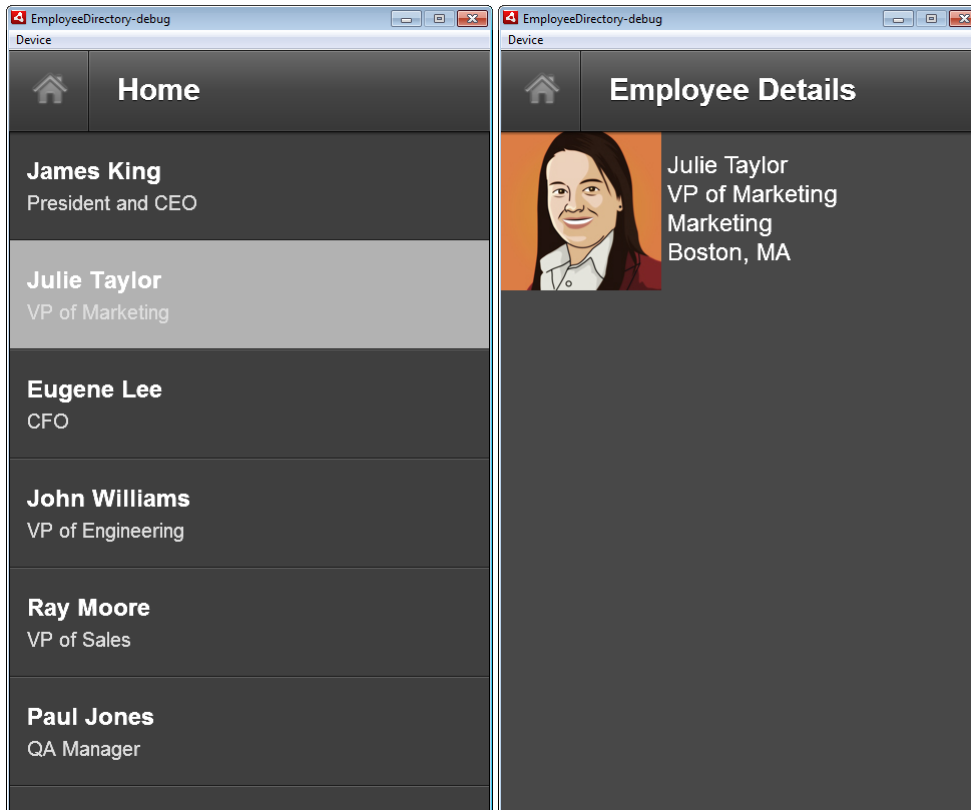 EmployeeDirectory-debug
Device
Home
James King
President and CEO
Julie Taylor
VP of Marketing
Eugene Lee
CFO
John Williams
VP of Engineering
Ray Moore
VP of Sales
Paul Jones
QA Manager
EmployeeDirectory-debug
Device
Employee Details
Julie Taylor
VP of Marketing
Marketing
Boston, MA